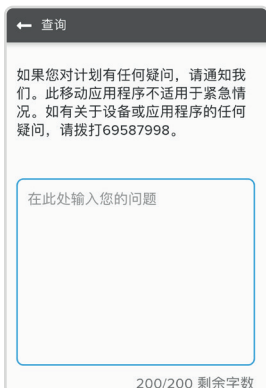 查询
如果您对计划有任何疑问，请通知我
们。此移动应用程序不适用于紧急情
况。如有关于设备或应用程序的任何
疑问，请拨打69587998。
在此处输入您的问题
200/200 剩余字数